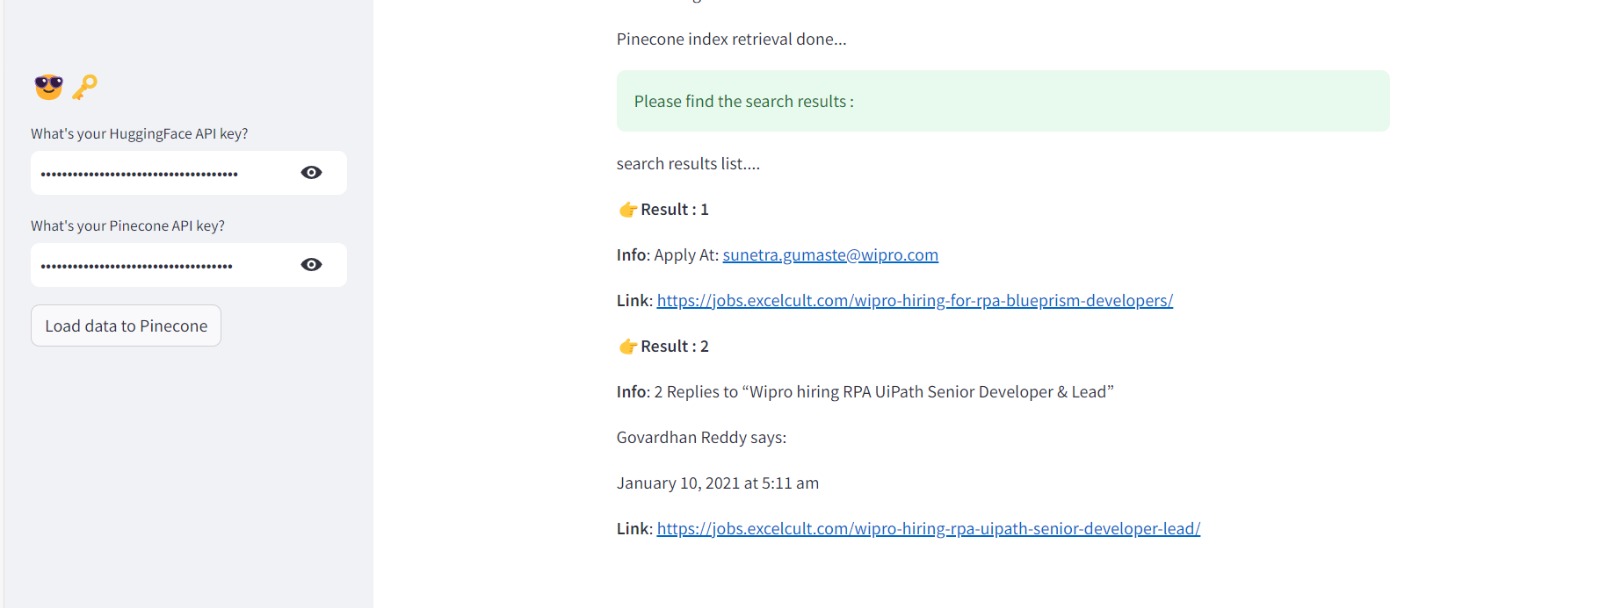 What's your HuggingFace API key?
••••••••••••••••••••••••••••••••••••••
What's your Pinecone API key?
•••••••••••••••••••••••••••••••••••••
Load data to Pinecone
Pinecone index retrieval done...
Please find the search results :
search results list....
👉Result : 1
Info: Apply At: sunetra.gumaste@wipro.com
Link: https://jobs.excelcult.com/wipro-hiring-for-rpa-blueprism-developers/
👉Result : 2
Info: 2 Replies to “Wipro hiring RPA UiPath Senior Developer & Lead”
Govardhan Reddy says:
January 10, 2021 at 5:11 am
Link: https://jobs.excelcult.com/wipro-hiring-rpa-uipath-senior-developer-lead/